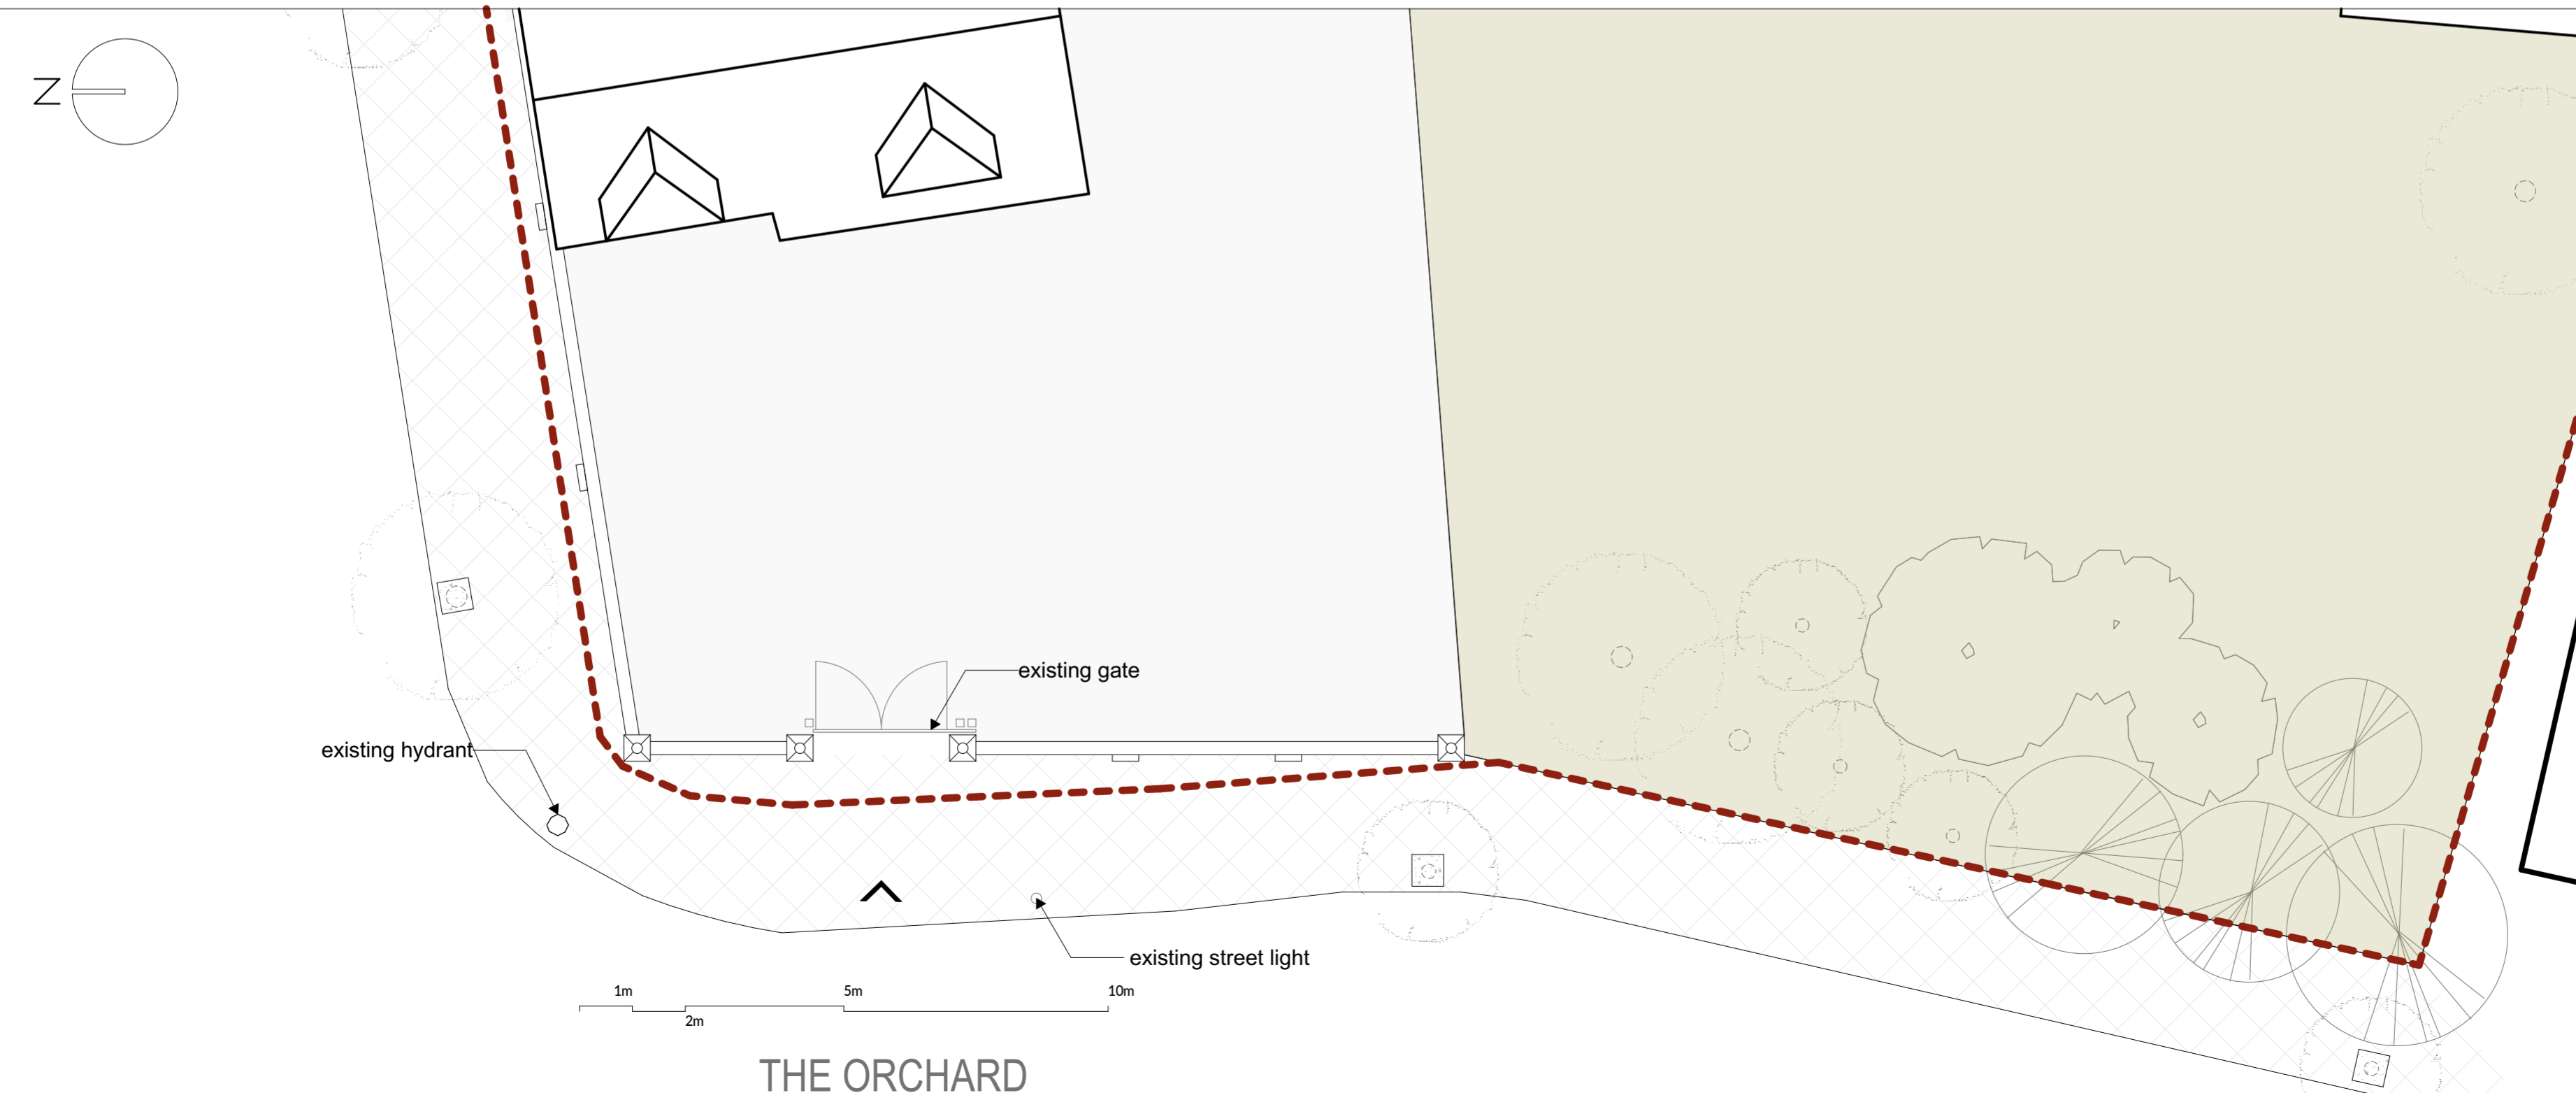 N
existing gate
existing hydrant
existing street light
1m
5m
10m
2m
THE ORCHARD